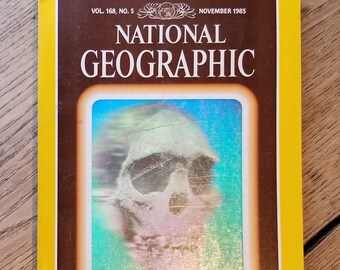 VOL. 168, NO. 5 NOVEMBER 1985
NATIONAL
GEOGRAPHIC